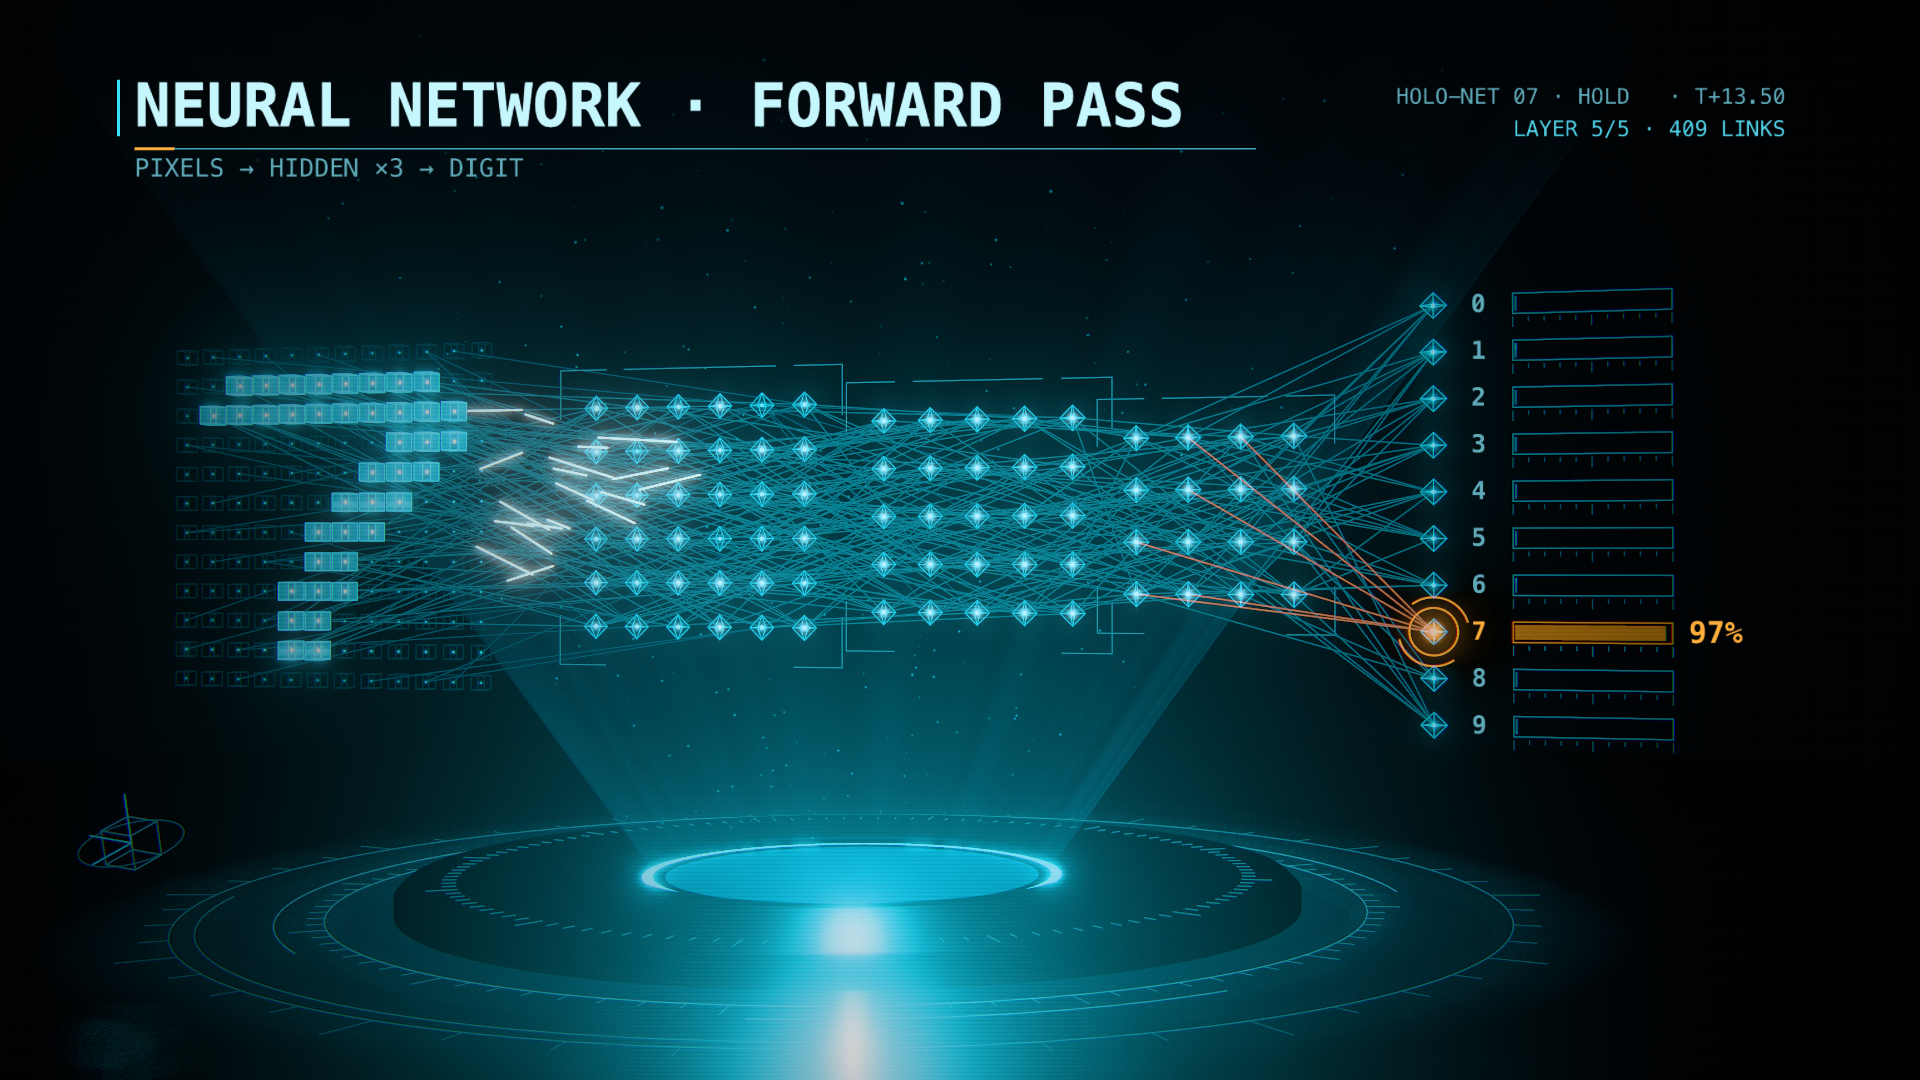 NEURAL NETWORK · FORWARD PASS
PIXELS → HIDDEN ×3 → DIGIT
HOLO—NET 07 · HOLD · T+13.50
LAYER 5/5 · 409 LINKS
0
1
2
3
4
5
6
7 97%
8
9